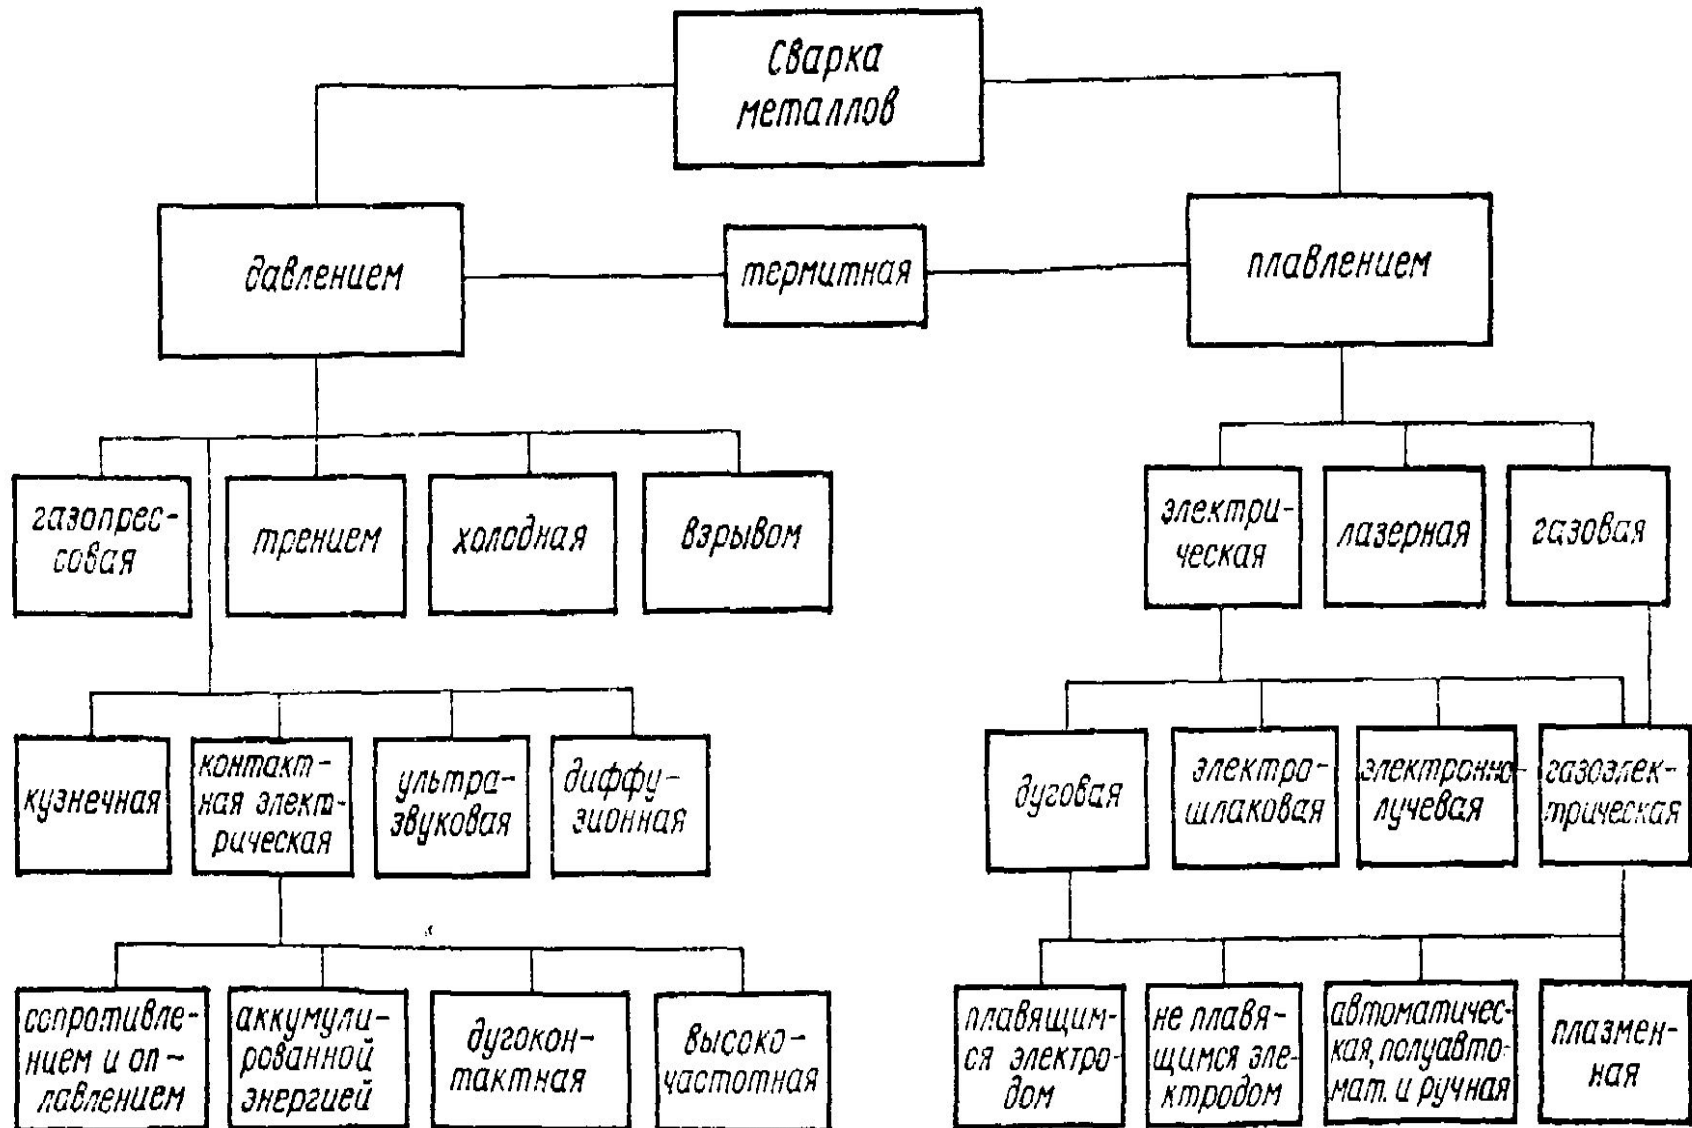 Сварка
металлов
давлением
термитная
плавлением
газопрес-
совая
трением
холодная
взрывом
электри-
ческая
лазерная
газовая
кузнечная
контакт-
ная элект-
рическая
ультра-
звуковая
диффу-
зионная
дуговая
электро-
шлаковая
электронно-
лучевая
газоэлек-
трическая
сопротивле-
нием и оп-
лавлением
аккумули-
рованной
энергией
дугокон-
тактная
высоко-
частотная
плавящим-
ся электро-
дом
не плавя-
щимся эле-
ктродом
автоматичес-
кая, полуавто-
мат. и ручная
плазмен-
ная